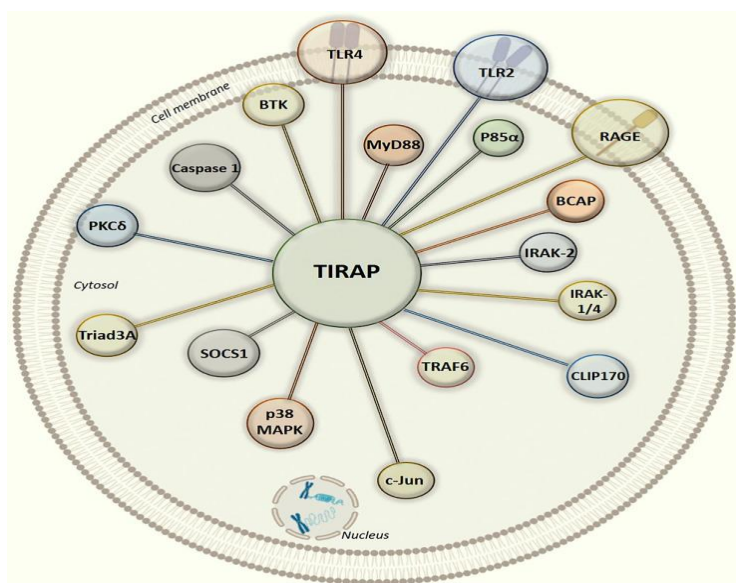 TLR4
TLR2
Cell membrane
BTK
MyD88
P85α
RAGE
Caspase 1
BCAP
PKCδ
IRAK-2
TIRAP
Cytosol
IRAK-
1/4
Triad3A
SOCS1
TRAF6
CLIP170
p38
MAPK
c-Jun
Nucleus